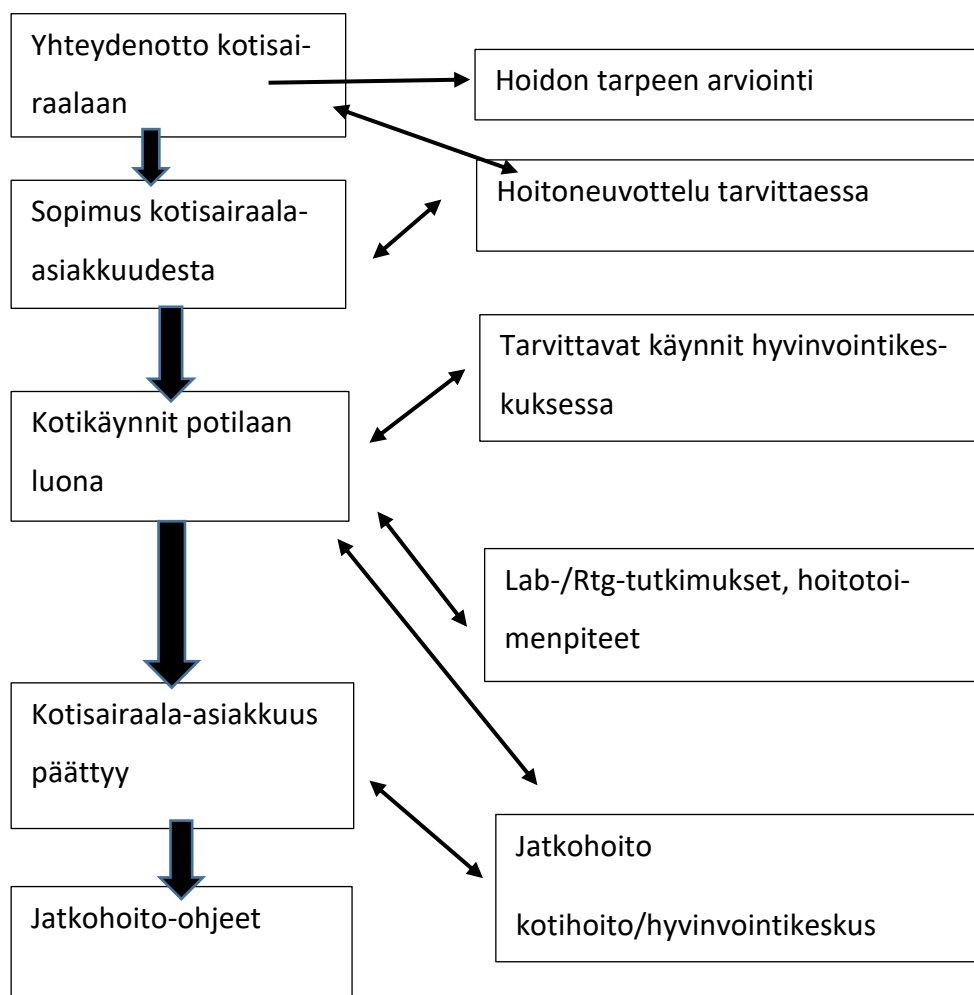 Yhteydenotto kotisai-
raalaan
Hoidon tarpeen arviointi
Hoitoneuvottelu tarvittaessa
Sopimus kotisairaala-
asiakkuudesta
Tarvittavat käynnit hyvinvointikes-
kuksessa
Kotikäynnit potilaan
luona
Lab-/Rtg-tutkimukset, hoitotoi-
menpiteet
Kotisairaala-asiakkuus
päättyy
Jatkohoito
kotihoito/hyvinvointikeskus
Jatkohoito-ohjeet